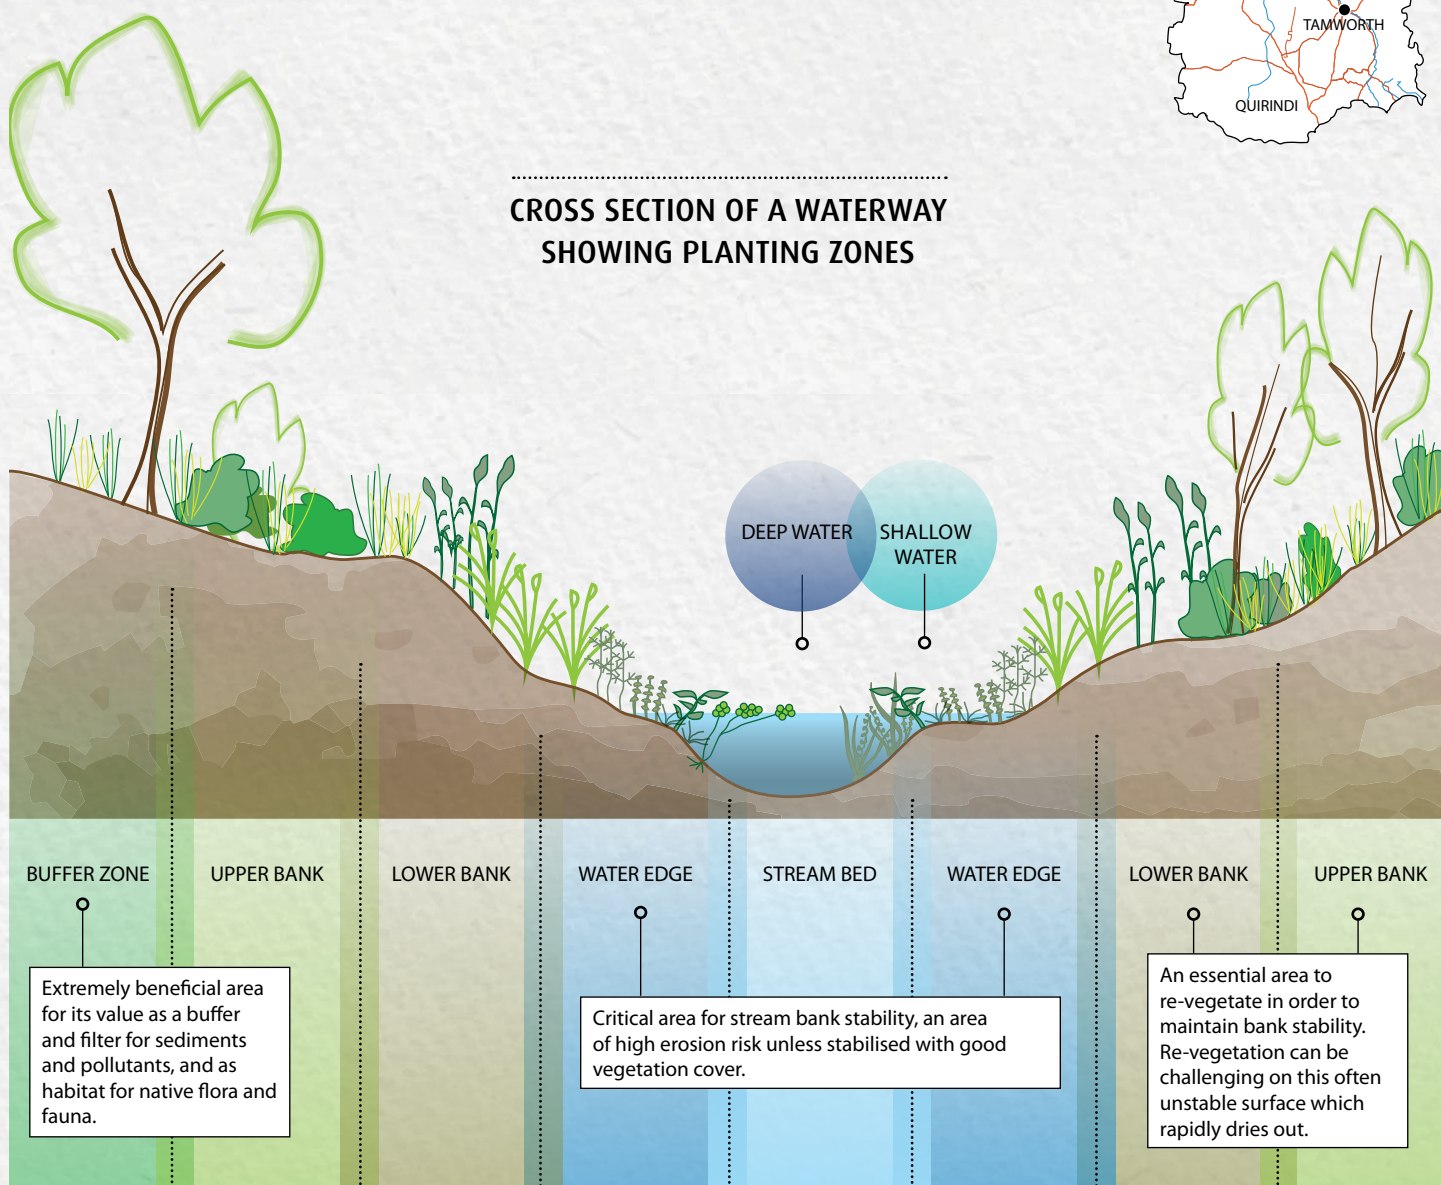 TAMWORTH
QUIRINDI
CROSS SECTION OF A WATERWAY
SHOWING PLANTING ZONES
DEEP WATER
SHALLOW
WATER
BUFFER ZONE
UPPER BANK
LOWER BANK
WATER EDGE
STREAM BED
WATER EDGE
LOWER BANK
UPPER BANK
Extremely beneficial area
for its value as a buffer
and filter for sediments
and pollutants, and as
habitat for native flora and
fauna.
Critical area for stream bank stability, an area
of high erosion risk unless stabilised with good
vegetation cover.
An essential area to
re-vegetate in order to
maintain bank stability.
Re-vegetation can be
challenging on this often
unstable surface which
rapidly dries out.